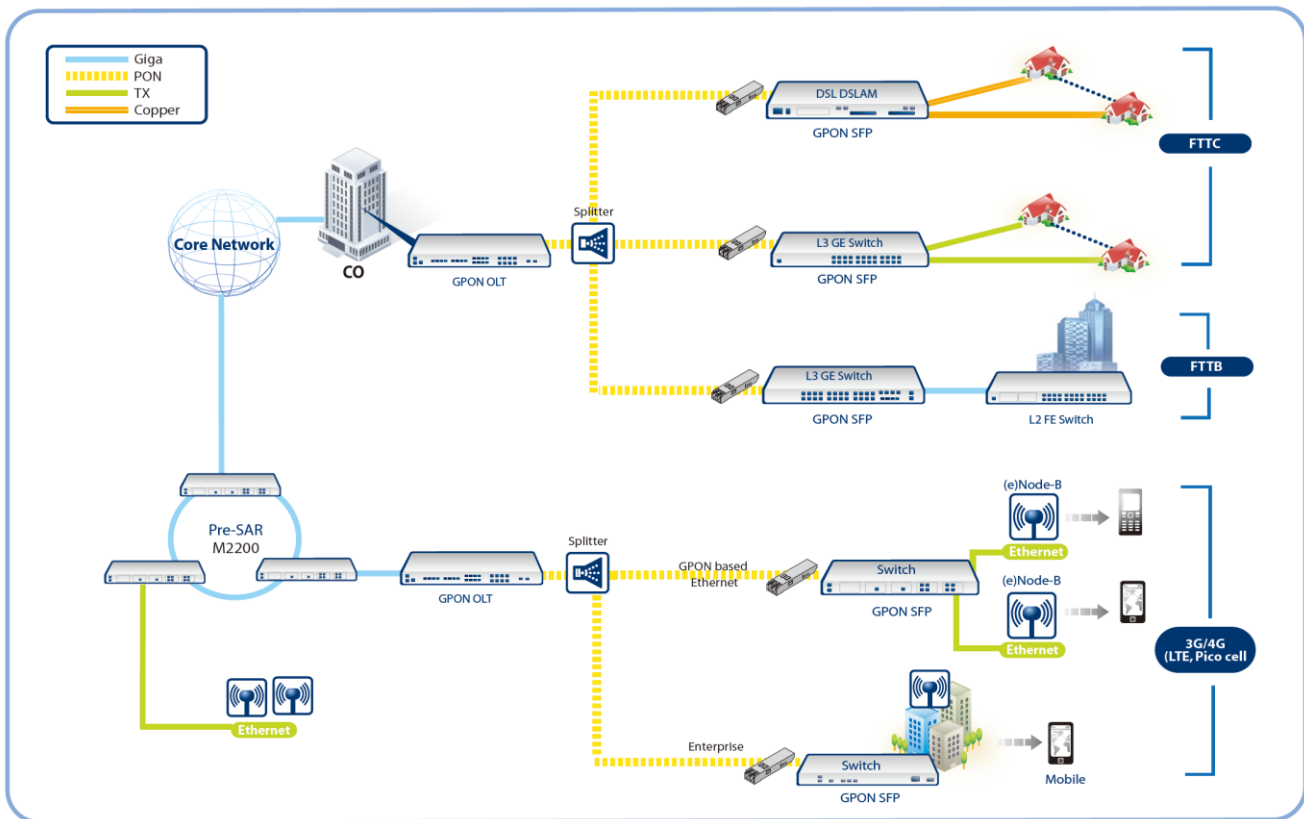 Giga
PON
TX
Copper
DSL DSLAM
GPON SFP
FTTC
Core Network
CO
GPON OLT
Splitter
L3 GE Switch
GPON SFP
L3 GE Switch
GPON SFP
L2 FE Switch
FTTB
Pre-SAR
M2200
Ethernet
GPON OLT
Splitter
GPON based
Ethernet
Switch
GPON SFP
(e)Node-B
Ethernet
(e)Node-B
Ethernet
3G/4G
(LTE, Pico cell
Enterprise
Switch
GPON SFP
Mobile